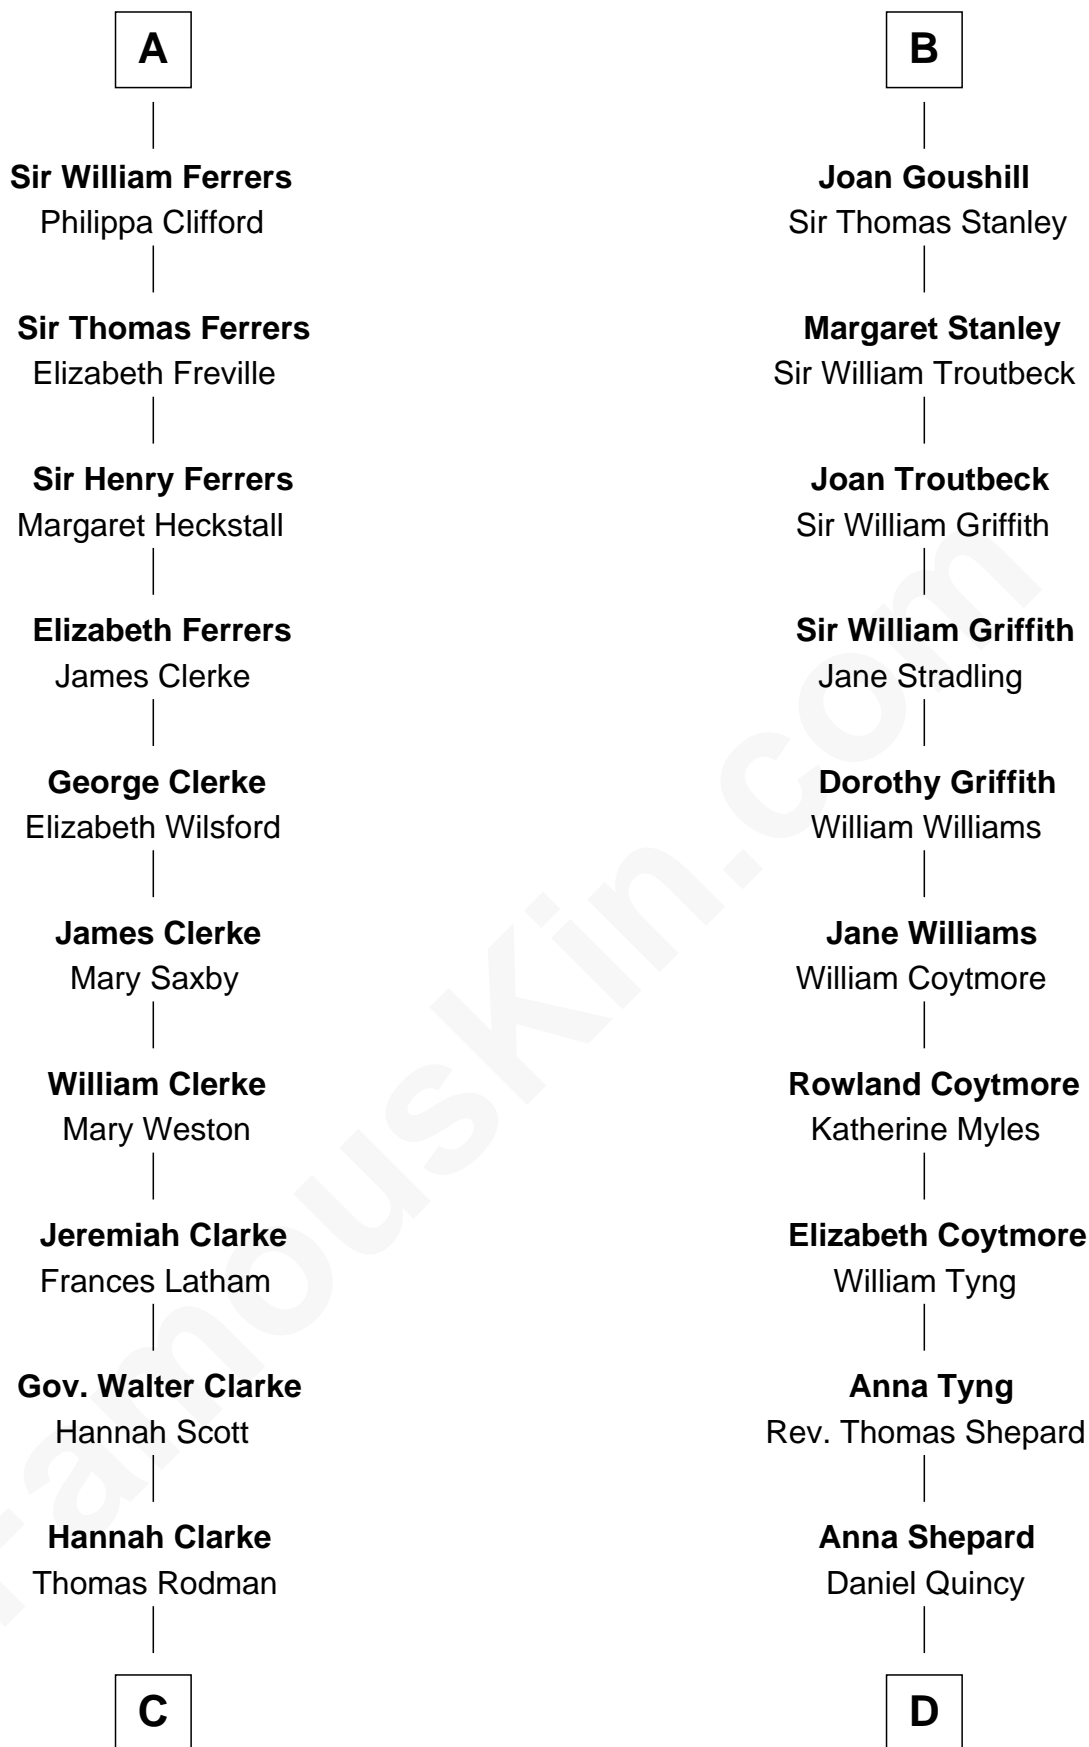 A
Sir William Ferrers
Philippa Clifford
Sir Thomas Ferrers
Elizabeth Freville
Sir Henry Ferrers
Margaret Heckstall
Elizabeth Ferrers
James Clerke
George Clerke
Elizabeth Wilsford
James Clerke
Mary Saxby
William Clerke
Mary Weston
Jeremiah Clarke
Frances Latham
Gov. Walter Clarke
Hannah Scott
Hannah Clarke
Thomas Rodman
C
B
Joan Goushill
Sir Thomas Stanley
Margaret Stanley
Sir William Troutbeck
Joan Troutbeck
Sir William Griffith
Sir William Griffith
Jane Stradling
Dorothy Griffith
William Williams
Jane Williams
William Coytmore
Rowland Coytmore
Katherine Myles
Elizabeth Coytmore
William Tyng
Anna Tyng
Rev. Thomas Shepard
Anna Shepard
Daniel Quincy
D
FamousKin.com